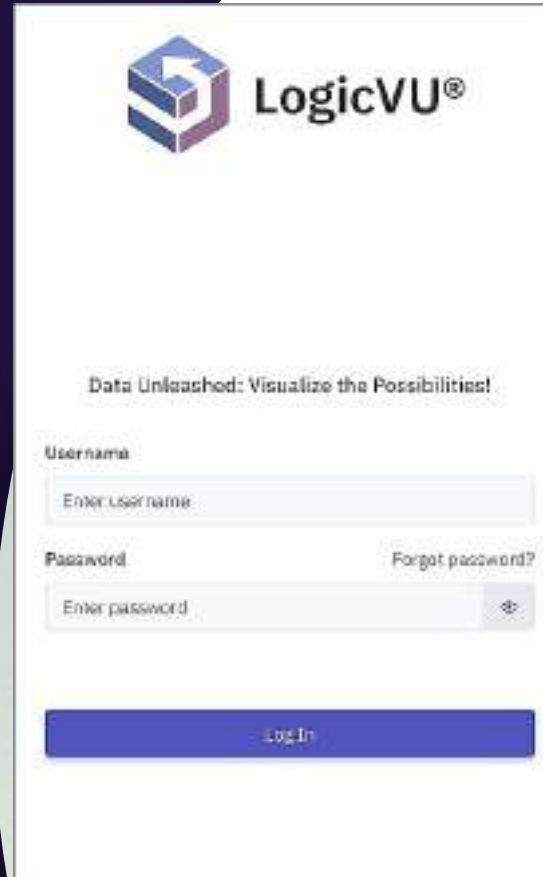 LogicVU®
Data Unleashed: Visualize the Possibilities!
Username
Enter username
Password Forgot password?
Enter password
Log In